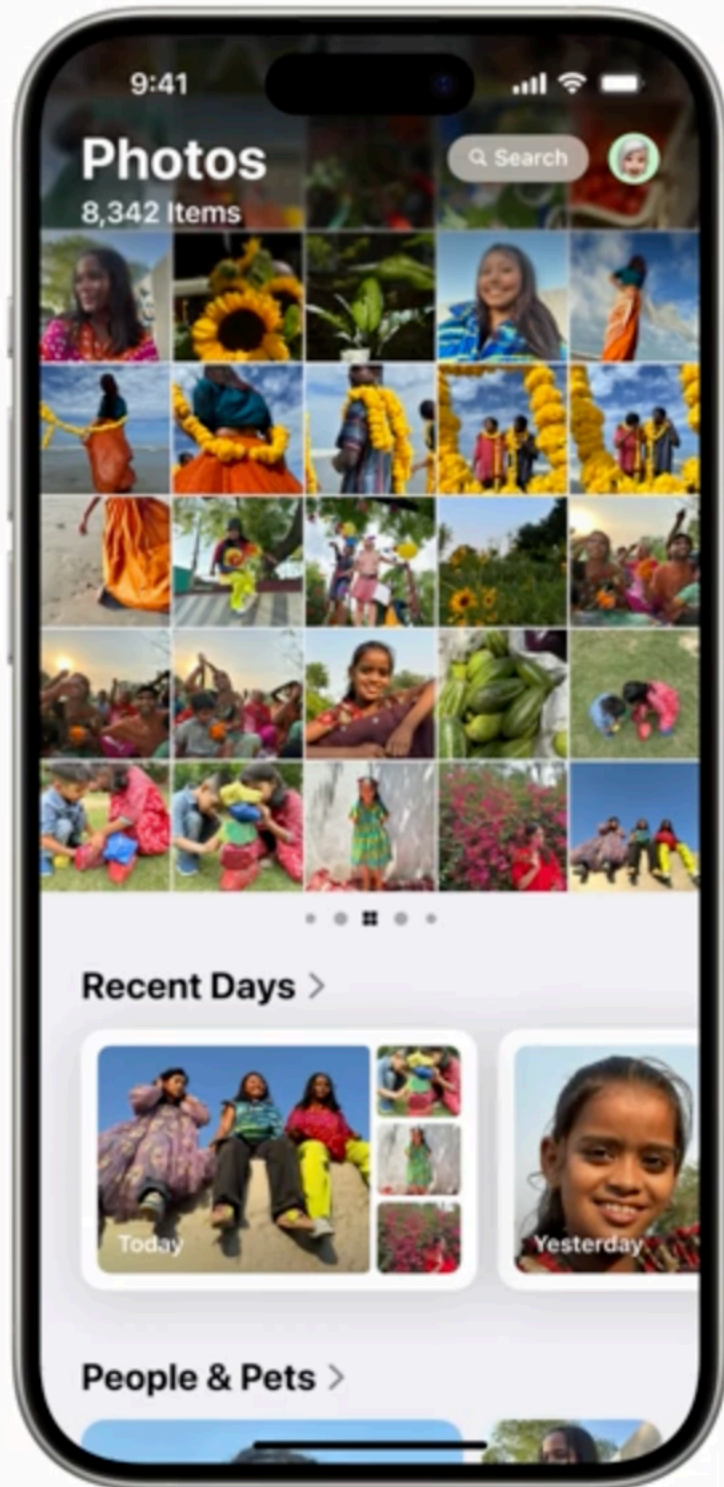 9:41
Photos
Search
8,342 Items
Recent Days
Today
Yesterday
People & Pets